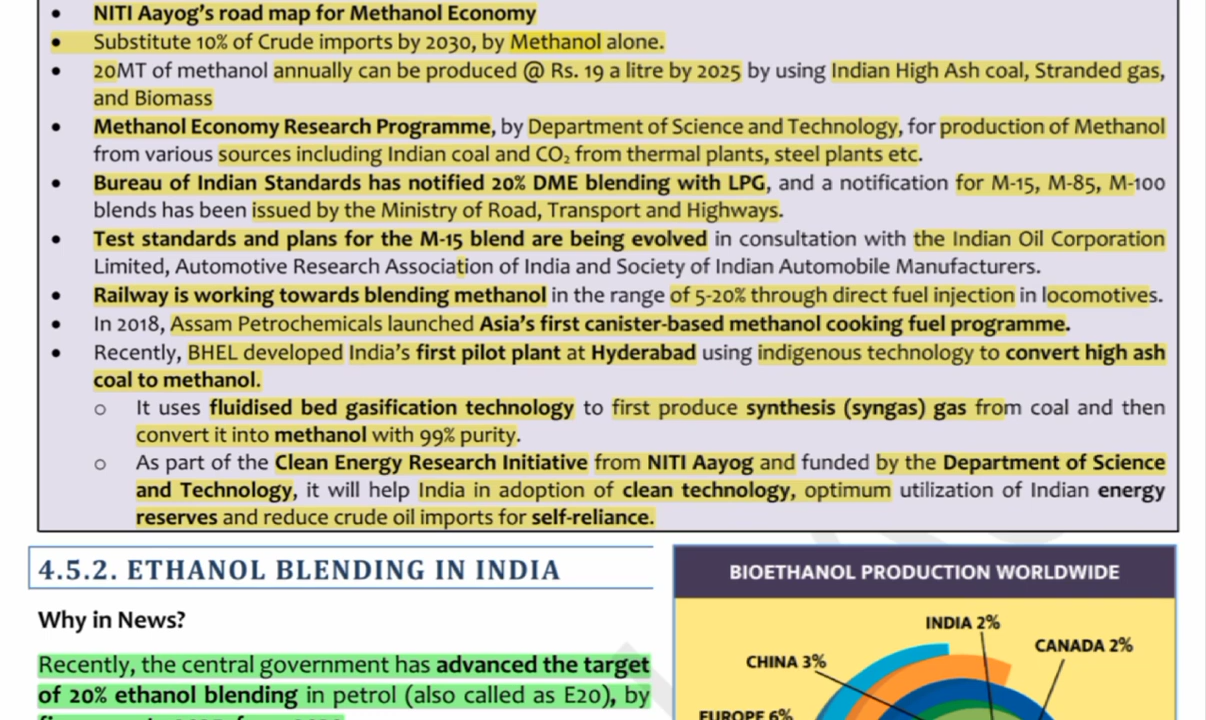 • NITI Aayog's road map for Methanol Economy
• Substitute 10% of Crude imports by 2030, by Methanol alone.
• 20MT of methanol annually can be produced @ Rs. 19 a litre by 2025 by using Indian High Ash coal, Stranded gas,
and Biomass
• Methanol Economy Research Programme, by Department of Science and Technology, for production of Methanol
from various sources including Indian coal and CO₂ from thermal plants, steel plants etc.
• Bureau of Indian Standards has notified 20% DME blending with LPG, and a notification for M-15, M-85, M-100
blends has been issued by the Ministry of Road, Transport and Highways.
• Test standards and plans for the M-15 blend are being evolved in consultation with the Indian Oil Corporation
Limited, Automotive Research Association of India and Society of Indian Automobile Manufacturers.
• Railway is working towards blending methanol in the range of 5-20% through direct fuel injection in locomotives.
• In 2018, Assam Petrochemicals launched Asia's first canister-based methanol cooking fuel programme.
• Recently, BHEL developed India's first pilot plant at Hyderabad using indigenous technology to convert high ash
coal to methanol.
o It uses fluidised bed gasification technology to first produce synthesis (syngas) gas from coal and then
convert it into methanol with 99% purity.
o As part of the Clean Energy Research Initiative from NITI Aayog and funded by the Department of Science
and Technology, it will help India in adoption of clean technology, optimum utilization of Indian energy
reserves and reduce crude oil imports for self-reliance.
4.5.2. ETHANOL BLENDING IN INDIA
Why in News?
Recently, the central government has advanced the target
of 20% ethanol blending in petrol (also called as E20), by
BIOETHANOL PRODUCTION WORLDWIDE
INDIA 2%
CANADA 2%
CHINA 3%
EUROPE 6%